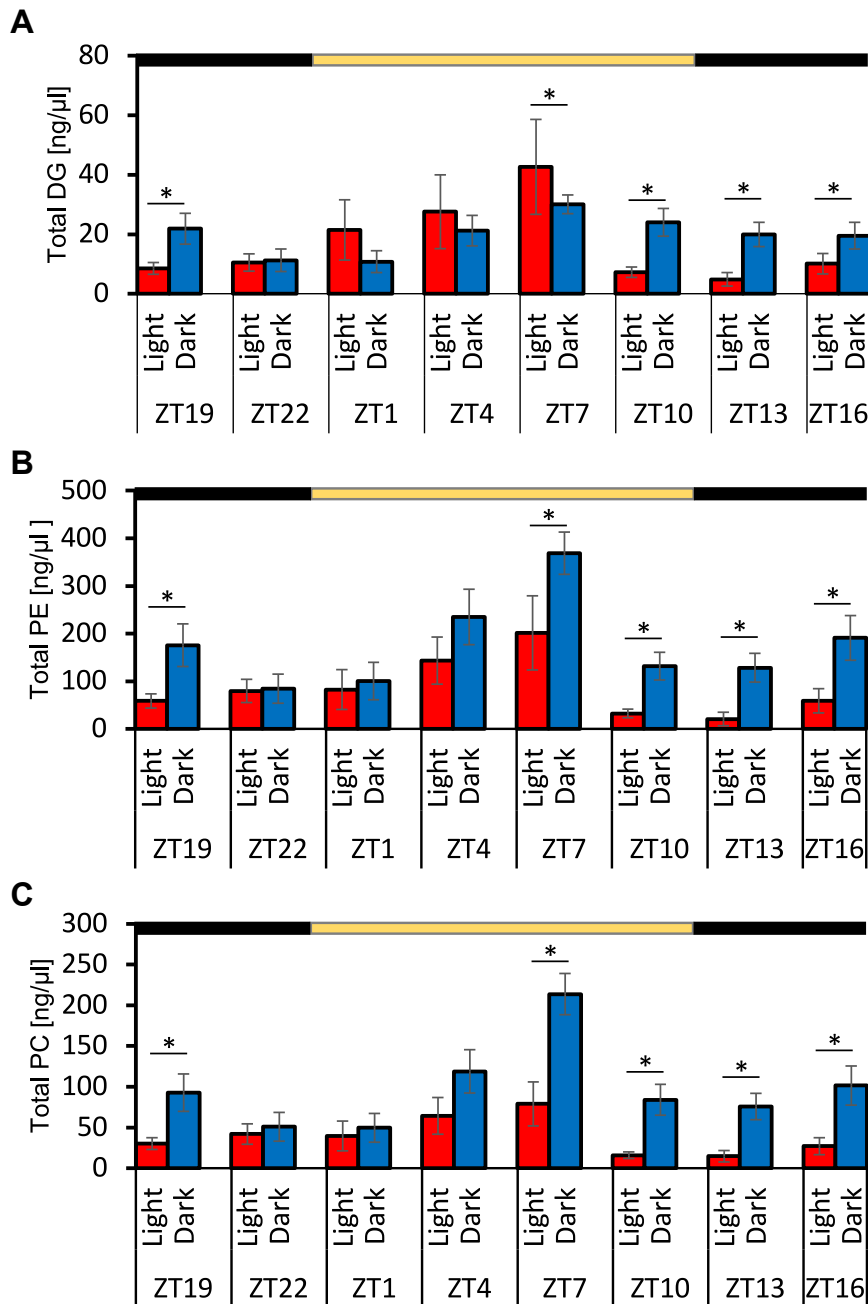 A
Total DG [ng/µl]
80
60
40
20
0
* * * * *
Light Dark Light Dark Light Dark Light Dark Light Dark Light Dark Light Dark Light Dark
ZT19 ZT22 ZT1 ZT4 ZT7 ZT10 ZT13 ZT16
B
Total PE [ng/µl ]
500
400
300
200
100
0
* * * * *
Light Dark Light Dark Light Dark Light Dark Light Dark Light Dark Light Dark Light Dark
ZT19 ZT22 ZT1 ZT4 ZT7 ZT10 ZT13 ZT16
C
Total PC [ng/µl]
300
250
200
150
100
50
0
* * * * *
Light Dark Light Dark Light Dark Light Dark Light Dark Light Dark Light Dark Light Dark
ZT19 ZT22 ZT1 ZT4 ZT7 ZT10 ZT13 ZT16